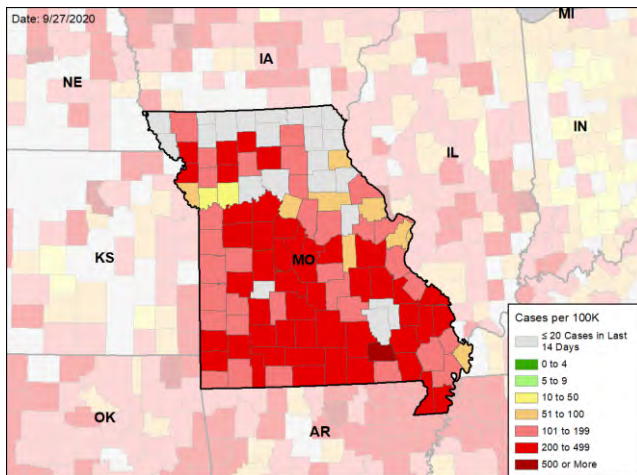 Date: 9/27/2020
MI
IA
NE
IL
IN
KS
MO
OK
AR
Cases per 100K
≤ 20 Cases in Last
14 Days
0 to 4
5 to 9
10 to 50
51 to 100
101 to 199
200 to 499
500 or More